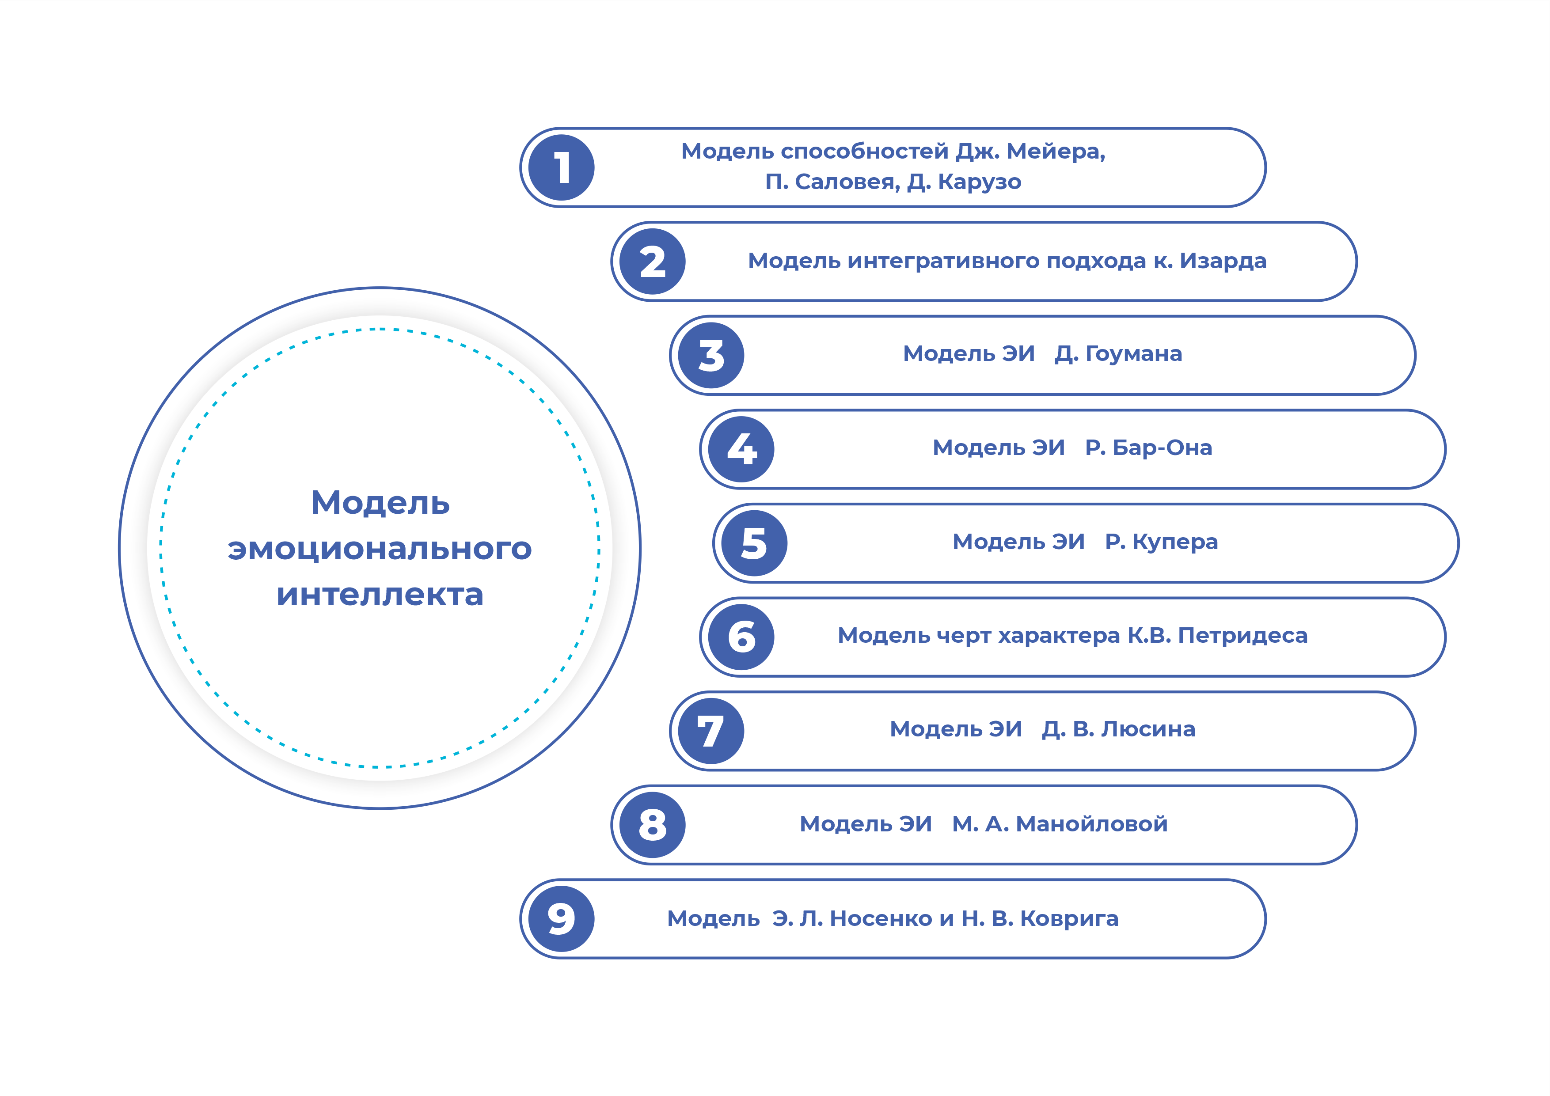 Модель
эмоционального
интеллекта
1
Модель способностей Дж. Мейера,
П. Саловея, Д. Карузо
2
Модель интегративного подхода к. Изарда
3
Модель ЭИ   Д. Гоумана
4
Модель ЭИ   Р. Бар-Она
5
Модель ЭИ   Р. Купера
6
Модель черт характера К.В. Петридеса
7
Модель ЭИ   Д. В. Люсина
8
Модель ЭИ   М. А. Манойловой
9
Модель  Э. Л. Носенко и Н. В. Коврига